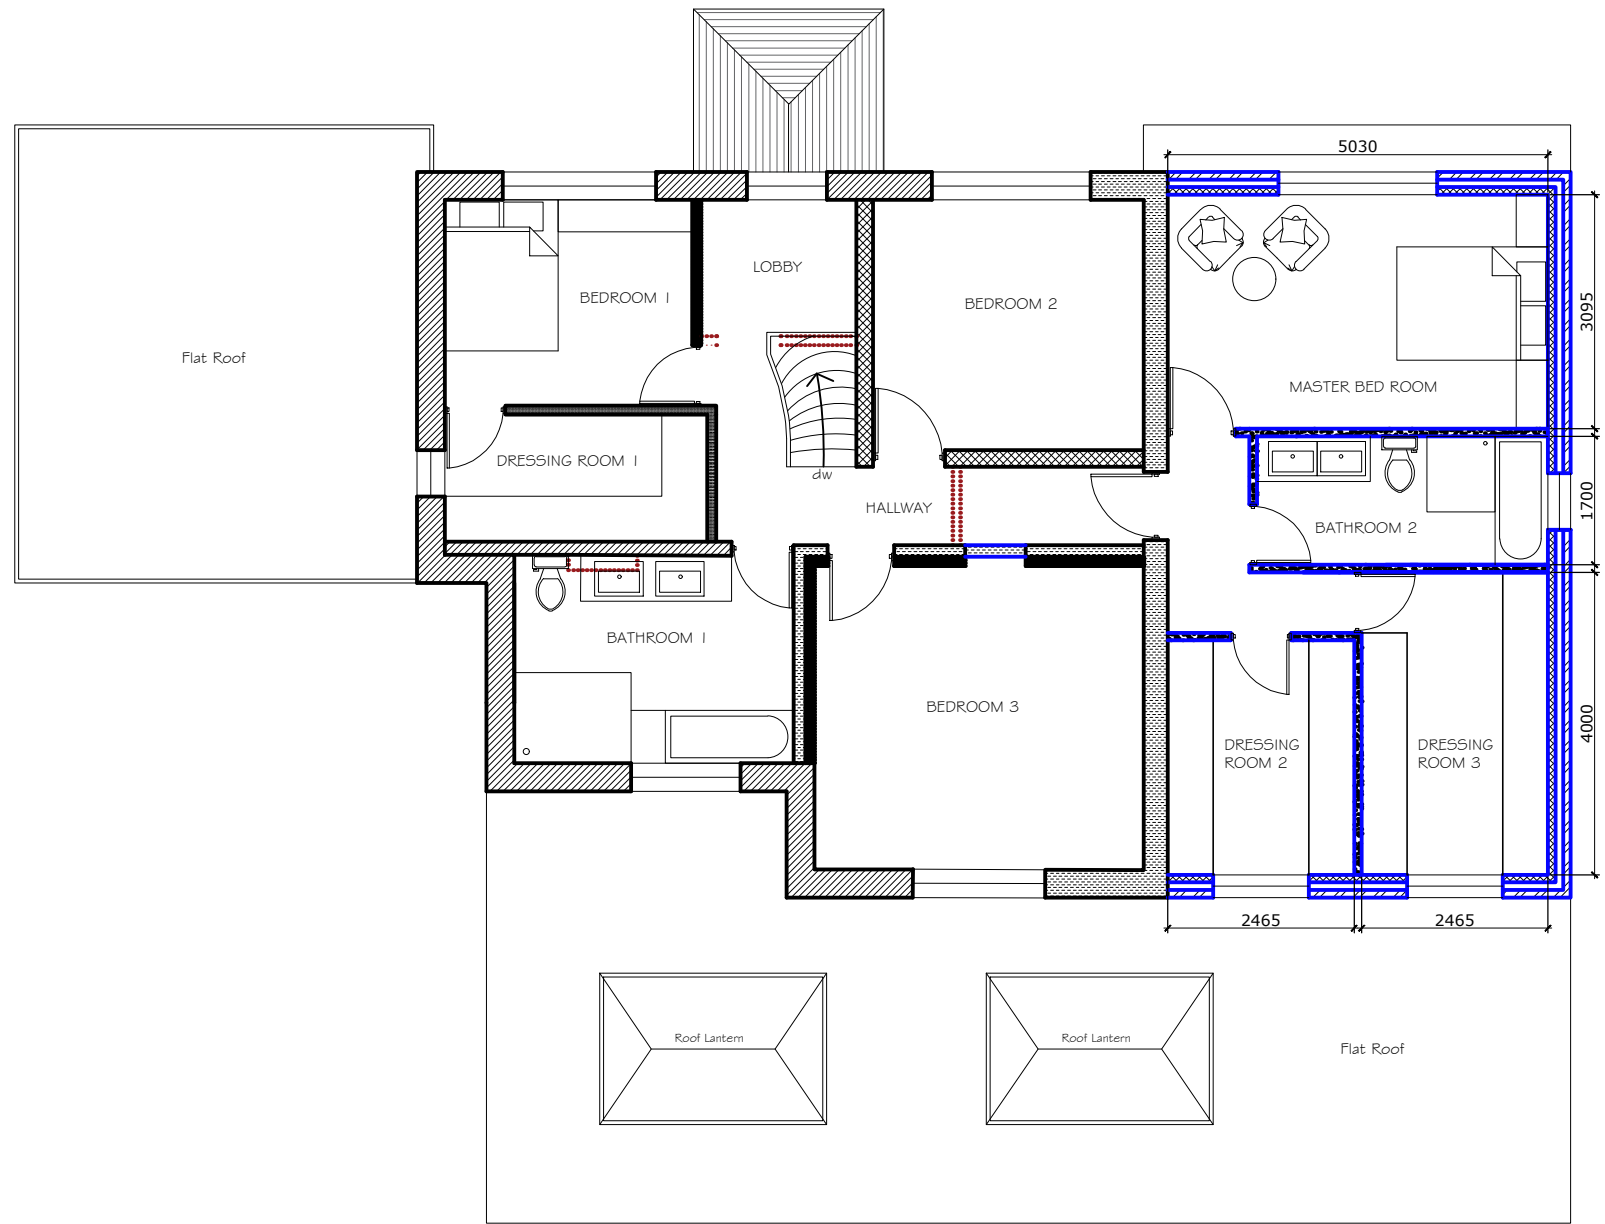 5030
LOBBY
BEDROOM 1
BEDROOM 2
3095
Flat Roof
MASTER BED ROOM
DRESSING ROOM 1
dw
1700
HALLWAY
BATHROOM 2
BATHROOM 1
BEDROOM 3
4000
DRESSING
ROOM 2
DRESSING
ROOM 3
2465
2465
Roof Lantern
Roof Lantern
Flat Roof